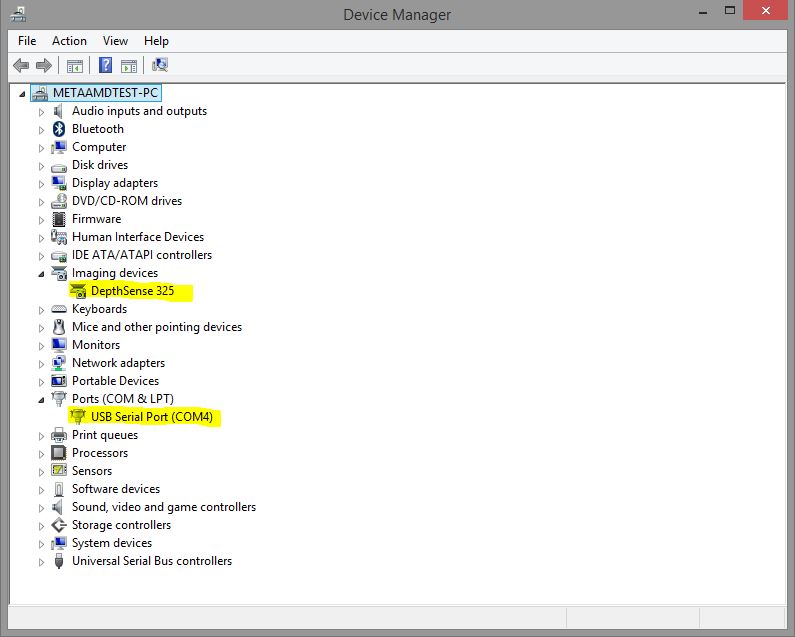 Device Manager
File Action View Help
METAAMDTEST-PC
Audio inputs and outputs
Bluetooth
Computer
Disk drives
Display adapters
DVD/CD-ROM drives
Firmware
Human Interface Devices
IDE ATA/ATAPI controllers
Imaging devices
DepthSense 325
Keyboards
Mice and other pointing devices
Monitors
Network adapters
Portable Devices
Ports (COM & LPT)
USB Serial Port (COM4)
Print queues
Processors
Sensors
Software devices
Sound, video and game controllers
Storage controllers
System devices
Universal Serial Bus controllers